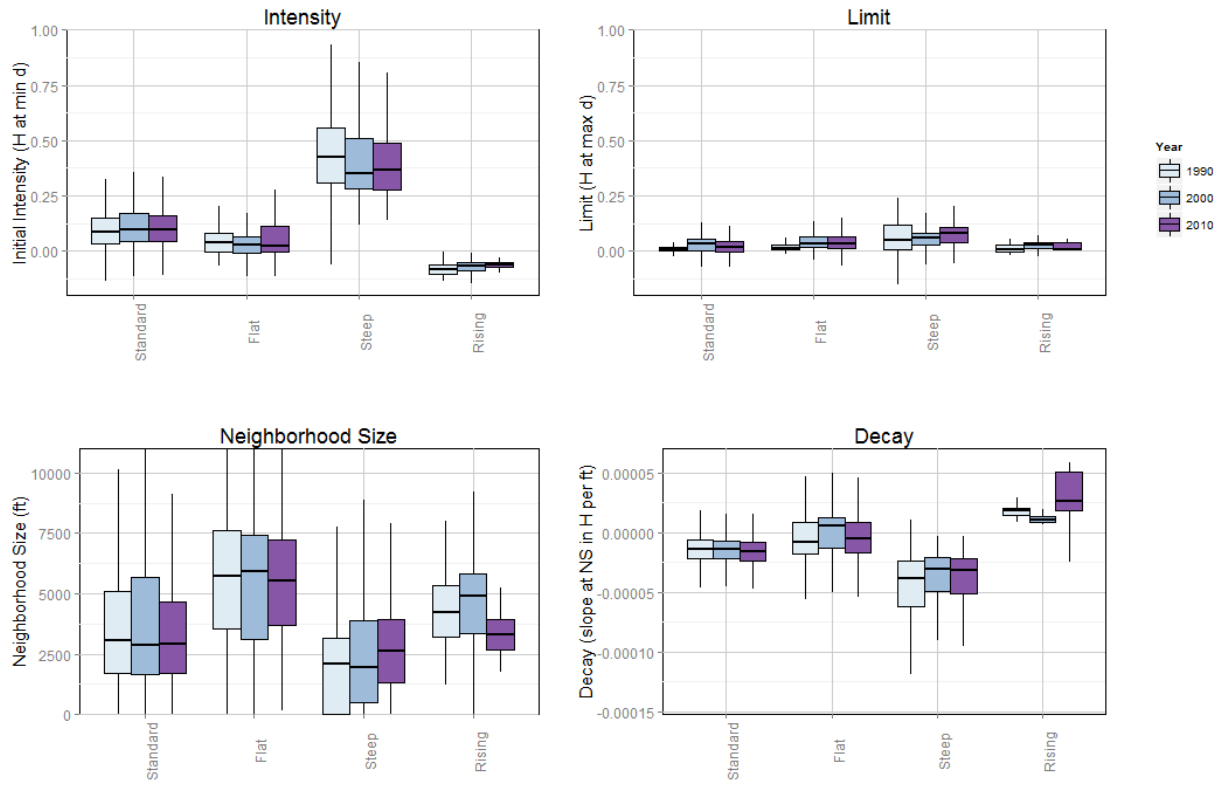 Intensity
Initial Intensity (H at min d)
1.00
0.75
0.50
0.25
0.00
Standard
Flat
Steep
Rising
Limit
Limit (H at max d)
1.00
0.75
0.50
0.25
0.00
Standard
Flat
Steep
Rising
Year
1990
2000
2010
Neighborhood Size
Neighborhood Size (ft)
10000
7500
5000
2500
0
Standard
Flat
Steep
Rising
Decay
Decay (slope at NS in H per ft)
0.00005
0.00000
-0.00005
-0.00010
-0.00015
Standard
Flat
Steep
Rising